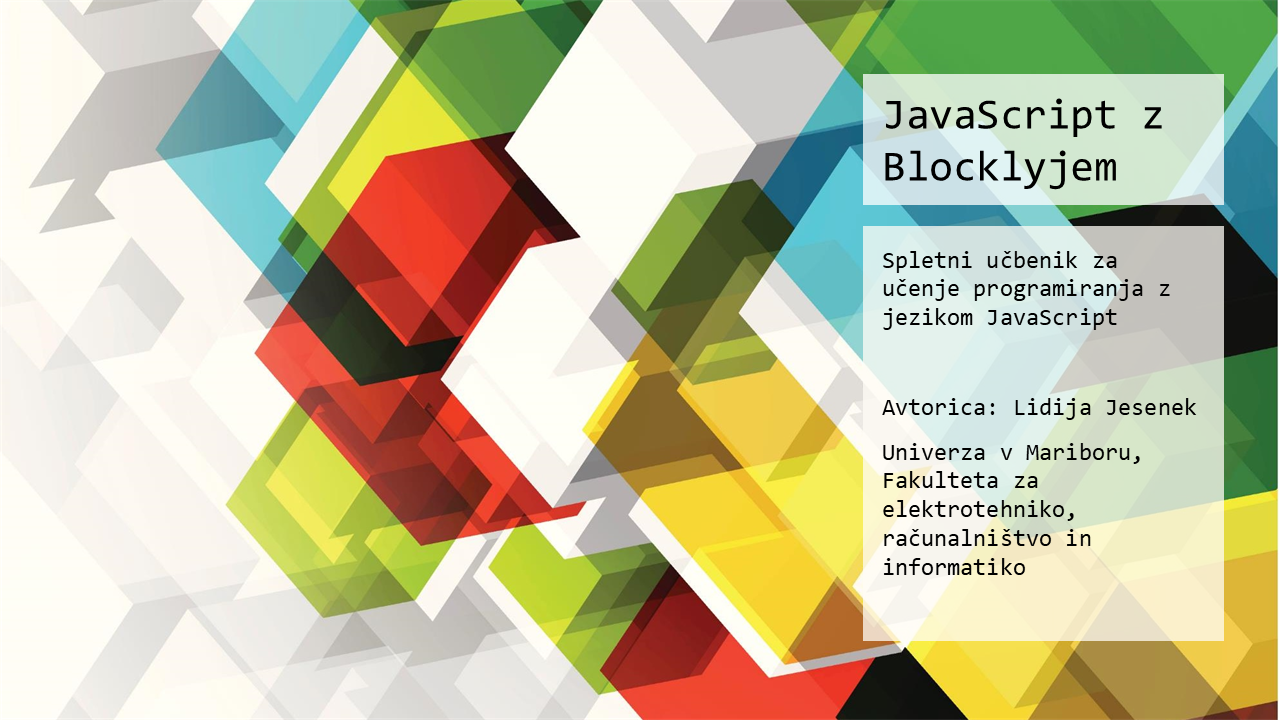 JavaScript z
Blocklyjem
Spletni učbenik za
učenje programiranja z
jezikom JavaScript
Avtorica: Lidija Jesenek
Univerza v Mariboru,
Fakulteta za
elektrotehniko,
računalništvo in
informatiko